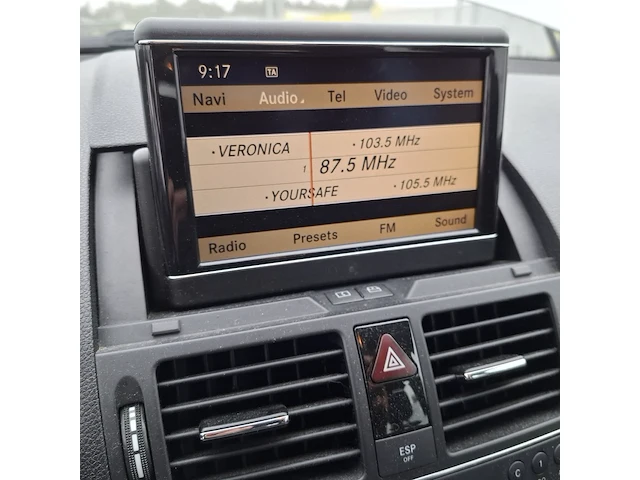 9:17 TA
Navi Audio Tel Video System
• VERONICA • 103.5 MHz
1 87.5 MHz
• YOURSAFE • 105.5 MHz
Radio Presets FM Sound
ESP
OFF
C 1